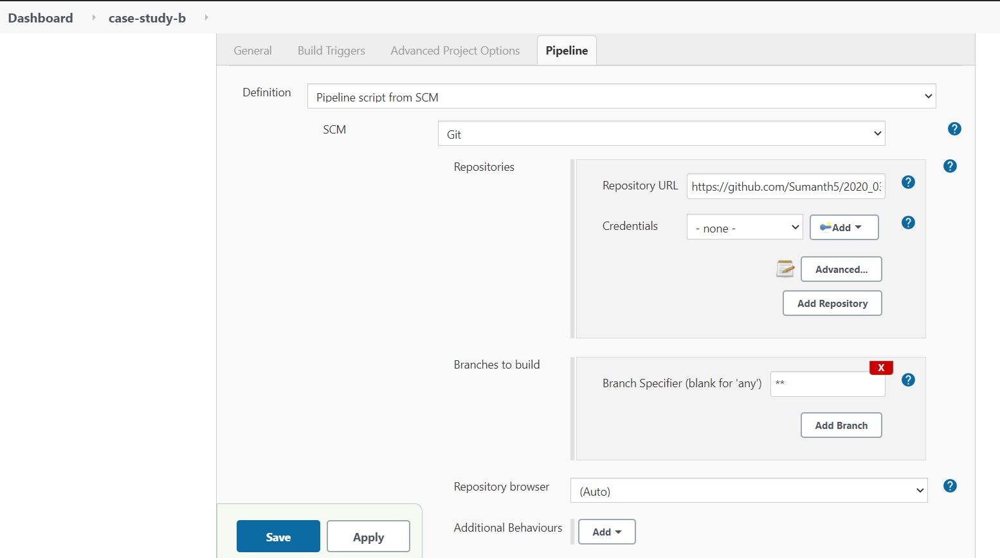 Dashboard case-study-b
General Build Triggers Advanced Project Options Pipeline
Definition Pipeline script from SCM
SCM Git ?
Repositories ?
Repository URL https://github.com/Sumanth5/2020_03 ?
Credentials - none - Add ?
Advanced...
Add Repository
Branches to build X
Branch Specifier (blank for 'any') ** ?
Add Branch
Repository browser (Auto) ?
Additional Behaviours Add
Save Apply